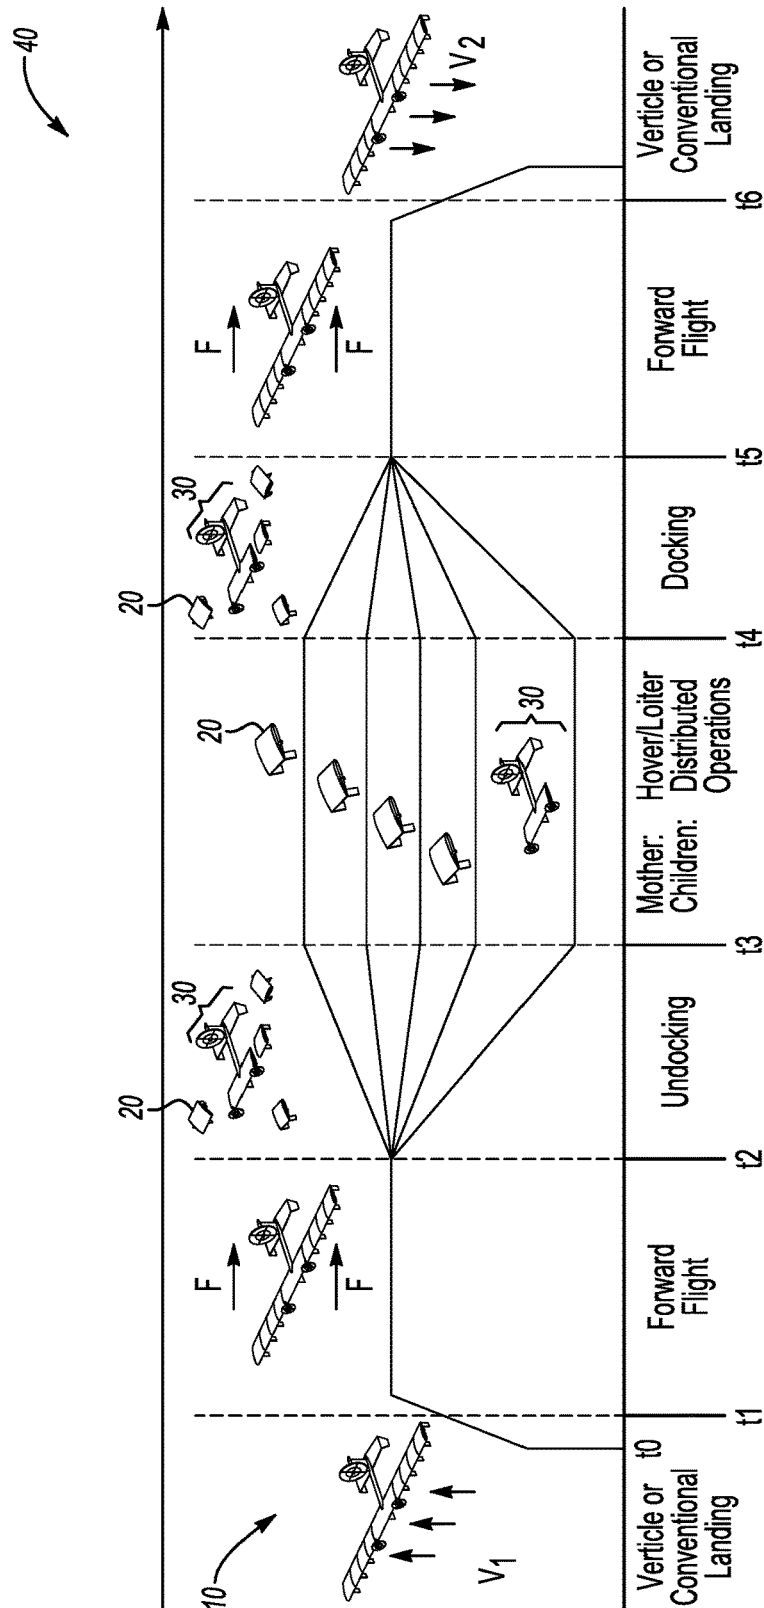 40
10
V1
V2
F
F
20
30
20
30
20
30
F
F
Verticle or
Conventional
Landing
Forward
Flight
Undocking
Mother: Hover/Loiter
Children: Distributed
Operations
Docking
Forward
Flight
Verticle or
Conventional
Landing
t0
t1
t2
t3
t4
t5
t6